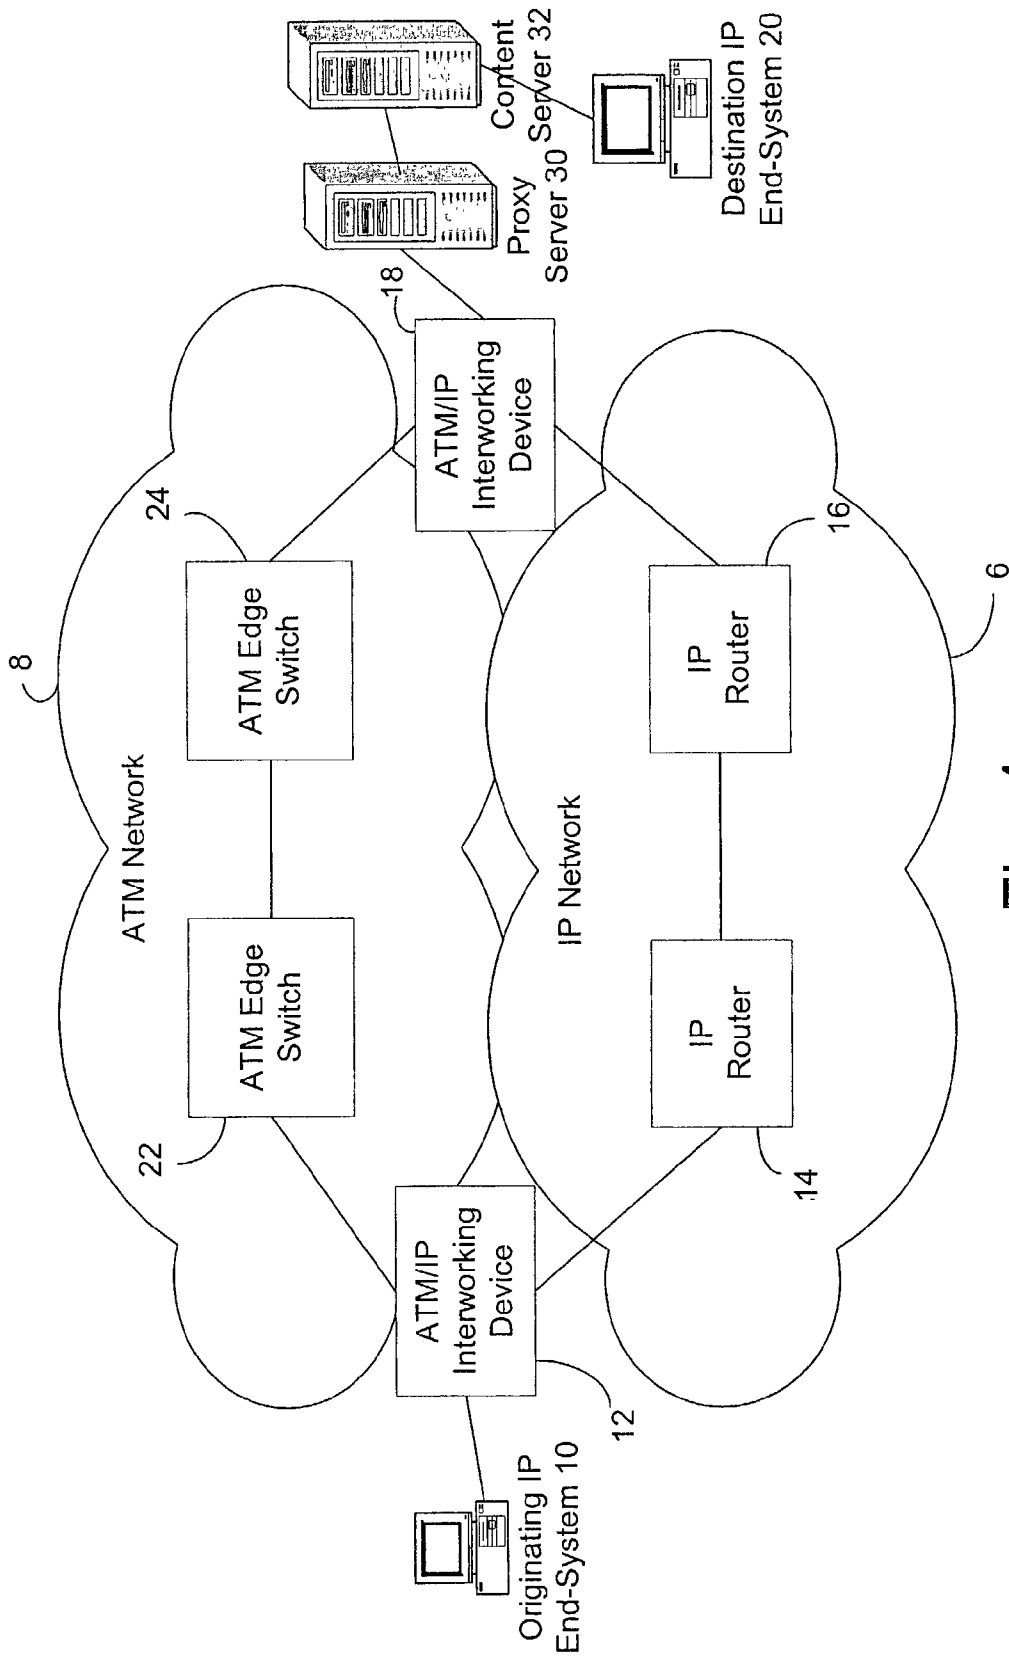 8
ATM Network
22
ATM Edge
Switch
24
ATM Edge
Switch
Originating IP
End-System 10
ATM/IP
Interworking
Device
12
ATM/IP
Interworking
Device
18
Proxy
Server 30
Content
Server 32
Destination IP
End-System 20
IP Network
14
IP
Router
IP
Router
16
6